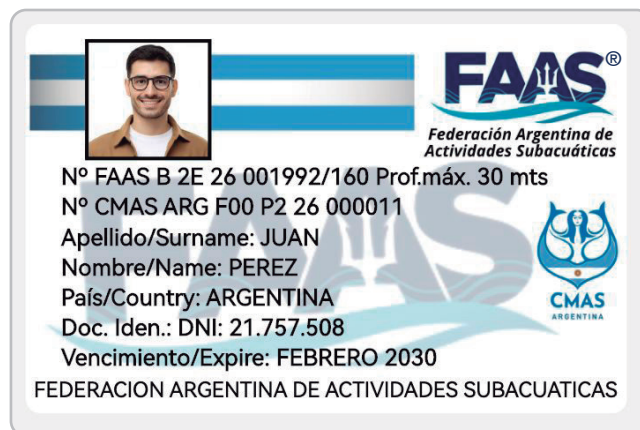 FAAS®
Federación Argentina de
Actividades Subacuáticas
Nº FAAS B 2E 26 001992/160 Prof.máx. 30 mts
Nº CMAS ARG F00 P2 26 000011
Apellido/Surname: JUAN
Nombre/Name: PEREZ
País/Country: ARGENTINA
Doc. Iden.: DNI: 21.757.508
Vencimiento/Expire: FEBRERO 2030
CMAS
ARGENTINA
FEDERACION ARGENTINA DE ACTIVIDADES SUBACUATICAS
FAAS